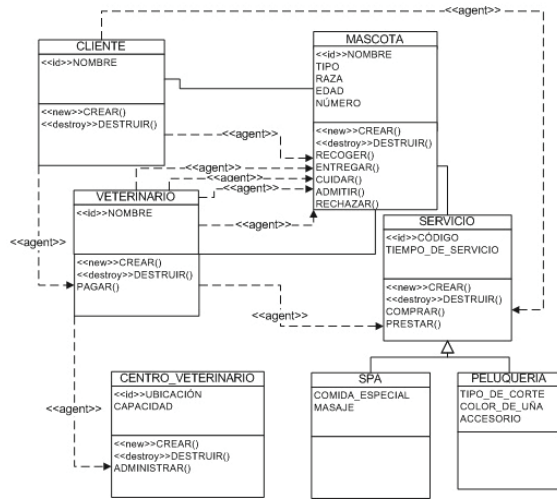 <<agent>>
CLIENTE
<<id>>NOMBRE
<<new>>CREAR()
<<destroy>>DESTRUIR()
MASCOTA
<<id>>NOMBRE
TIPO
RAZA
EDAD
NÚMERO
<<new>>CREAR()
<<destroy>>DESTRUIR()
RECOGER()
ENTREGAR()
CUIDAR()
ADMITIR()
RECHAZAR()
<<agent>>
<<agent>>
<<agent>>
<<agent>>
VETERINARIO
<<id>>NOMBRE
<<new>>CREAR()
<<destroy>>DESTRUIR()
PAGAR()
<<agent>>
SERVICIO
<<id>>CÓDIGO
TIEMPO_DE_SERVICIO
<<new>>CREAR()
<<destroy>>DESTRUIR()
COMPRAR()
PRESTAR()
<<agent>>
<<agent>>
CENTRO_VETERINARIO
<<id>>UBICACIÓN
CAPACIDAD
<<new>>CREAR()
<<destroy>>DESTRUIR()
ADMINISTRAR()
SPA
COMIDA_ESPECIAL
MASAJE
PELUQUERIA
TIPO_DE_CORTE
COLOR_DE_UÑA
ACCESORIO